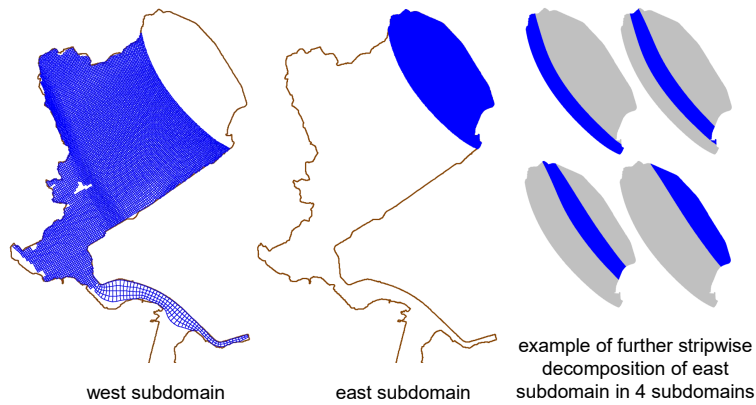 west subdomain
east subdomain
example of further stripwise
decomposition of east
subdomain in 4 subdomains